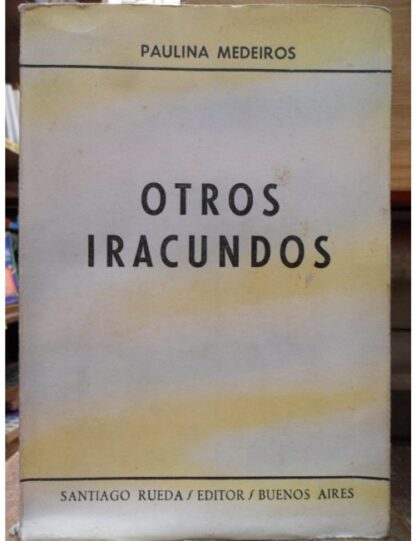 PAULINA MEDEIROS
OTROS
IRACUNDOS
SANTIAGO RUEDA / EDITOR / BUENOS AIRES